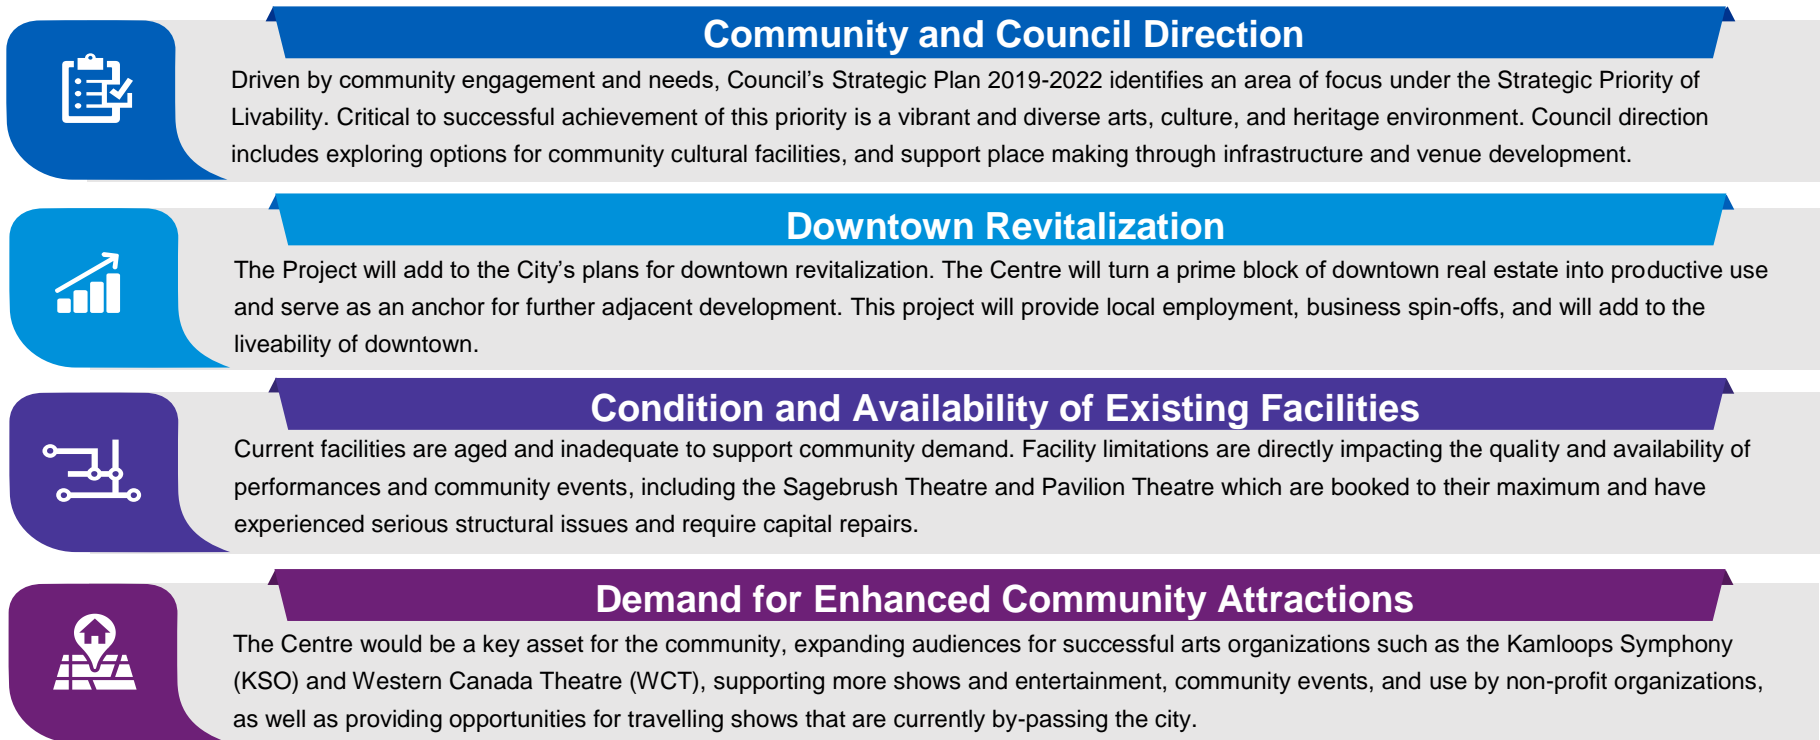 Community and Council Direction
Driven by community engagement and needs, Council's Strategic Plan 2019-2022 identifies an area of focus under the Strategic Priority of
Livability. Critical to successful achievement of this priority is a vibrant and diverse arts, culture, and heritage environment. Council direction
includes exploring options for community cultural facilities, and support place making through infrastructure and venue development.
Downtown Revitalization
The Project will add to the City's plans for downtown revitalization. The Centre will turn a prime block of downtown real estate into productive use
and serve as an anchor for further adjacent development. This project will provide local employment, business spin-offs, and will add to the
liveability of downtown.
Condition and Availability of Existing Facilities
Current facilities are aged and inadequate to support community demand. Facility limitations are directly impacting the quality and availability of
performances and community events, including the Sagebrush Theatre and Pavilion Theatre which are booked to their maximum and have
experienced serious structural issues and require capital repairs.
Demand for Enhanced Community Attractions
The Centre would be a key asset for the community, expanding audiences for successful arts organizations such as the Kamloops Symphony
(KSO) and Western Canada Theatre (WCT), supporting more shows and entertainment, community events, and use by non-profit organizations,
as well as providing opportunities for travelling shows that are currently by-passing the city.